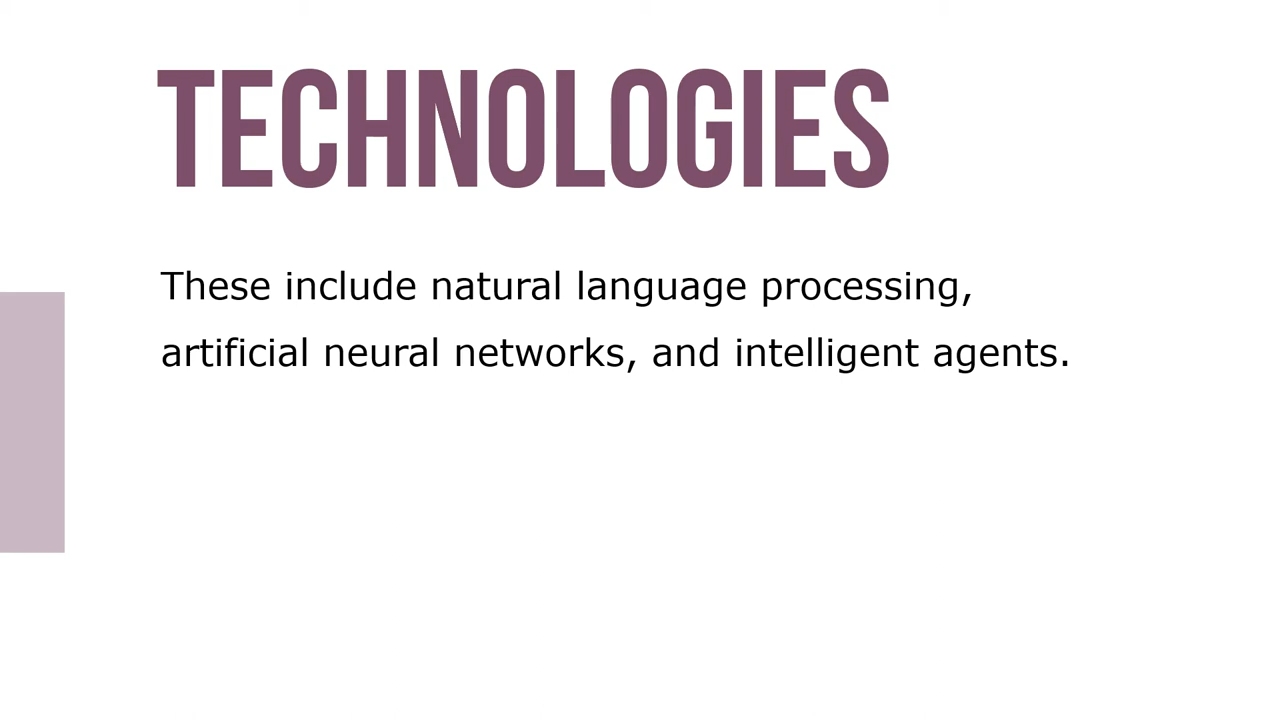 TECHNOLOGIES
These include natural language processing,
artificial neural networks, and intelligent agents.